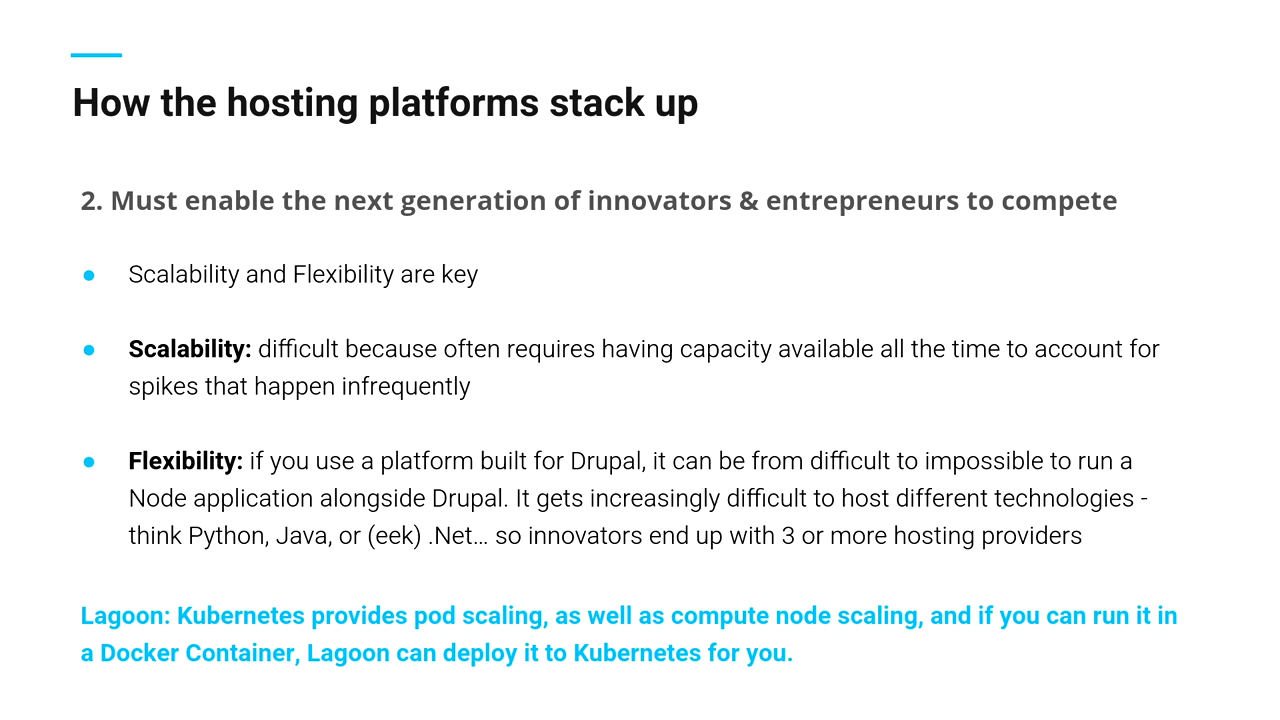 How the hosting platforms stack up
2. Must enable the next generation of innovators & entrepreneurs to compete
● Scalability and Flexibility are key
● Scalability: difficult because often requires having capacity available all the time to account for
spikes that happen infrequently
● Flexibility: if you use a platform built for Drupal, it can be from difficult to impossible to run a
Node application alongside Drupal. It gets increasingly difficult to host different technologies -
think Python, Java, or (eek) .Net… so innovators end up with 3 or more hosting providers
Lagoon: Kubernetes provides pod scaling, as well as compute node scaling, and if you can run it in
a Docker Container, Lagoon can deploy it to Kubernetes for you.